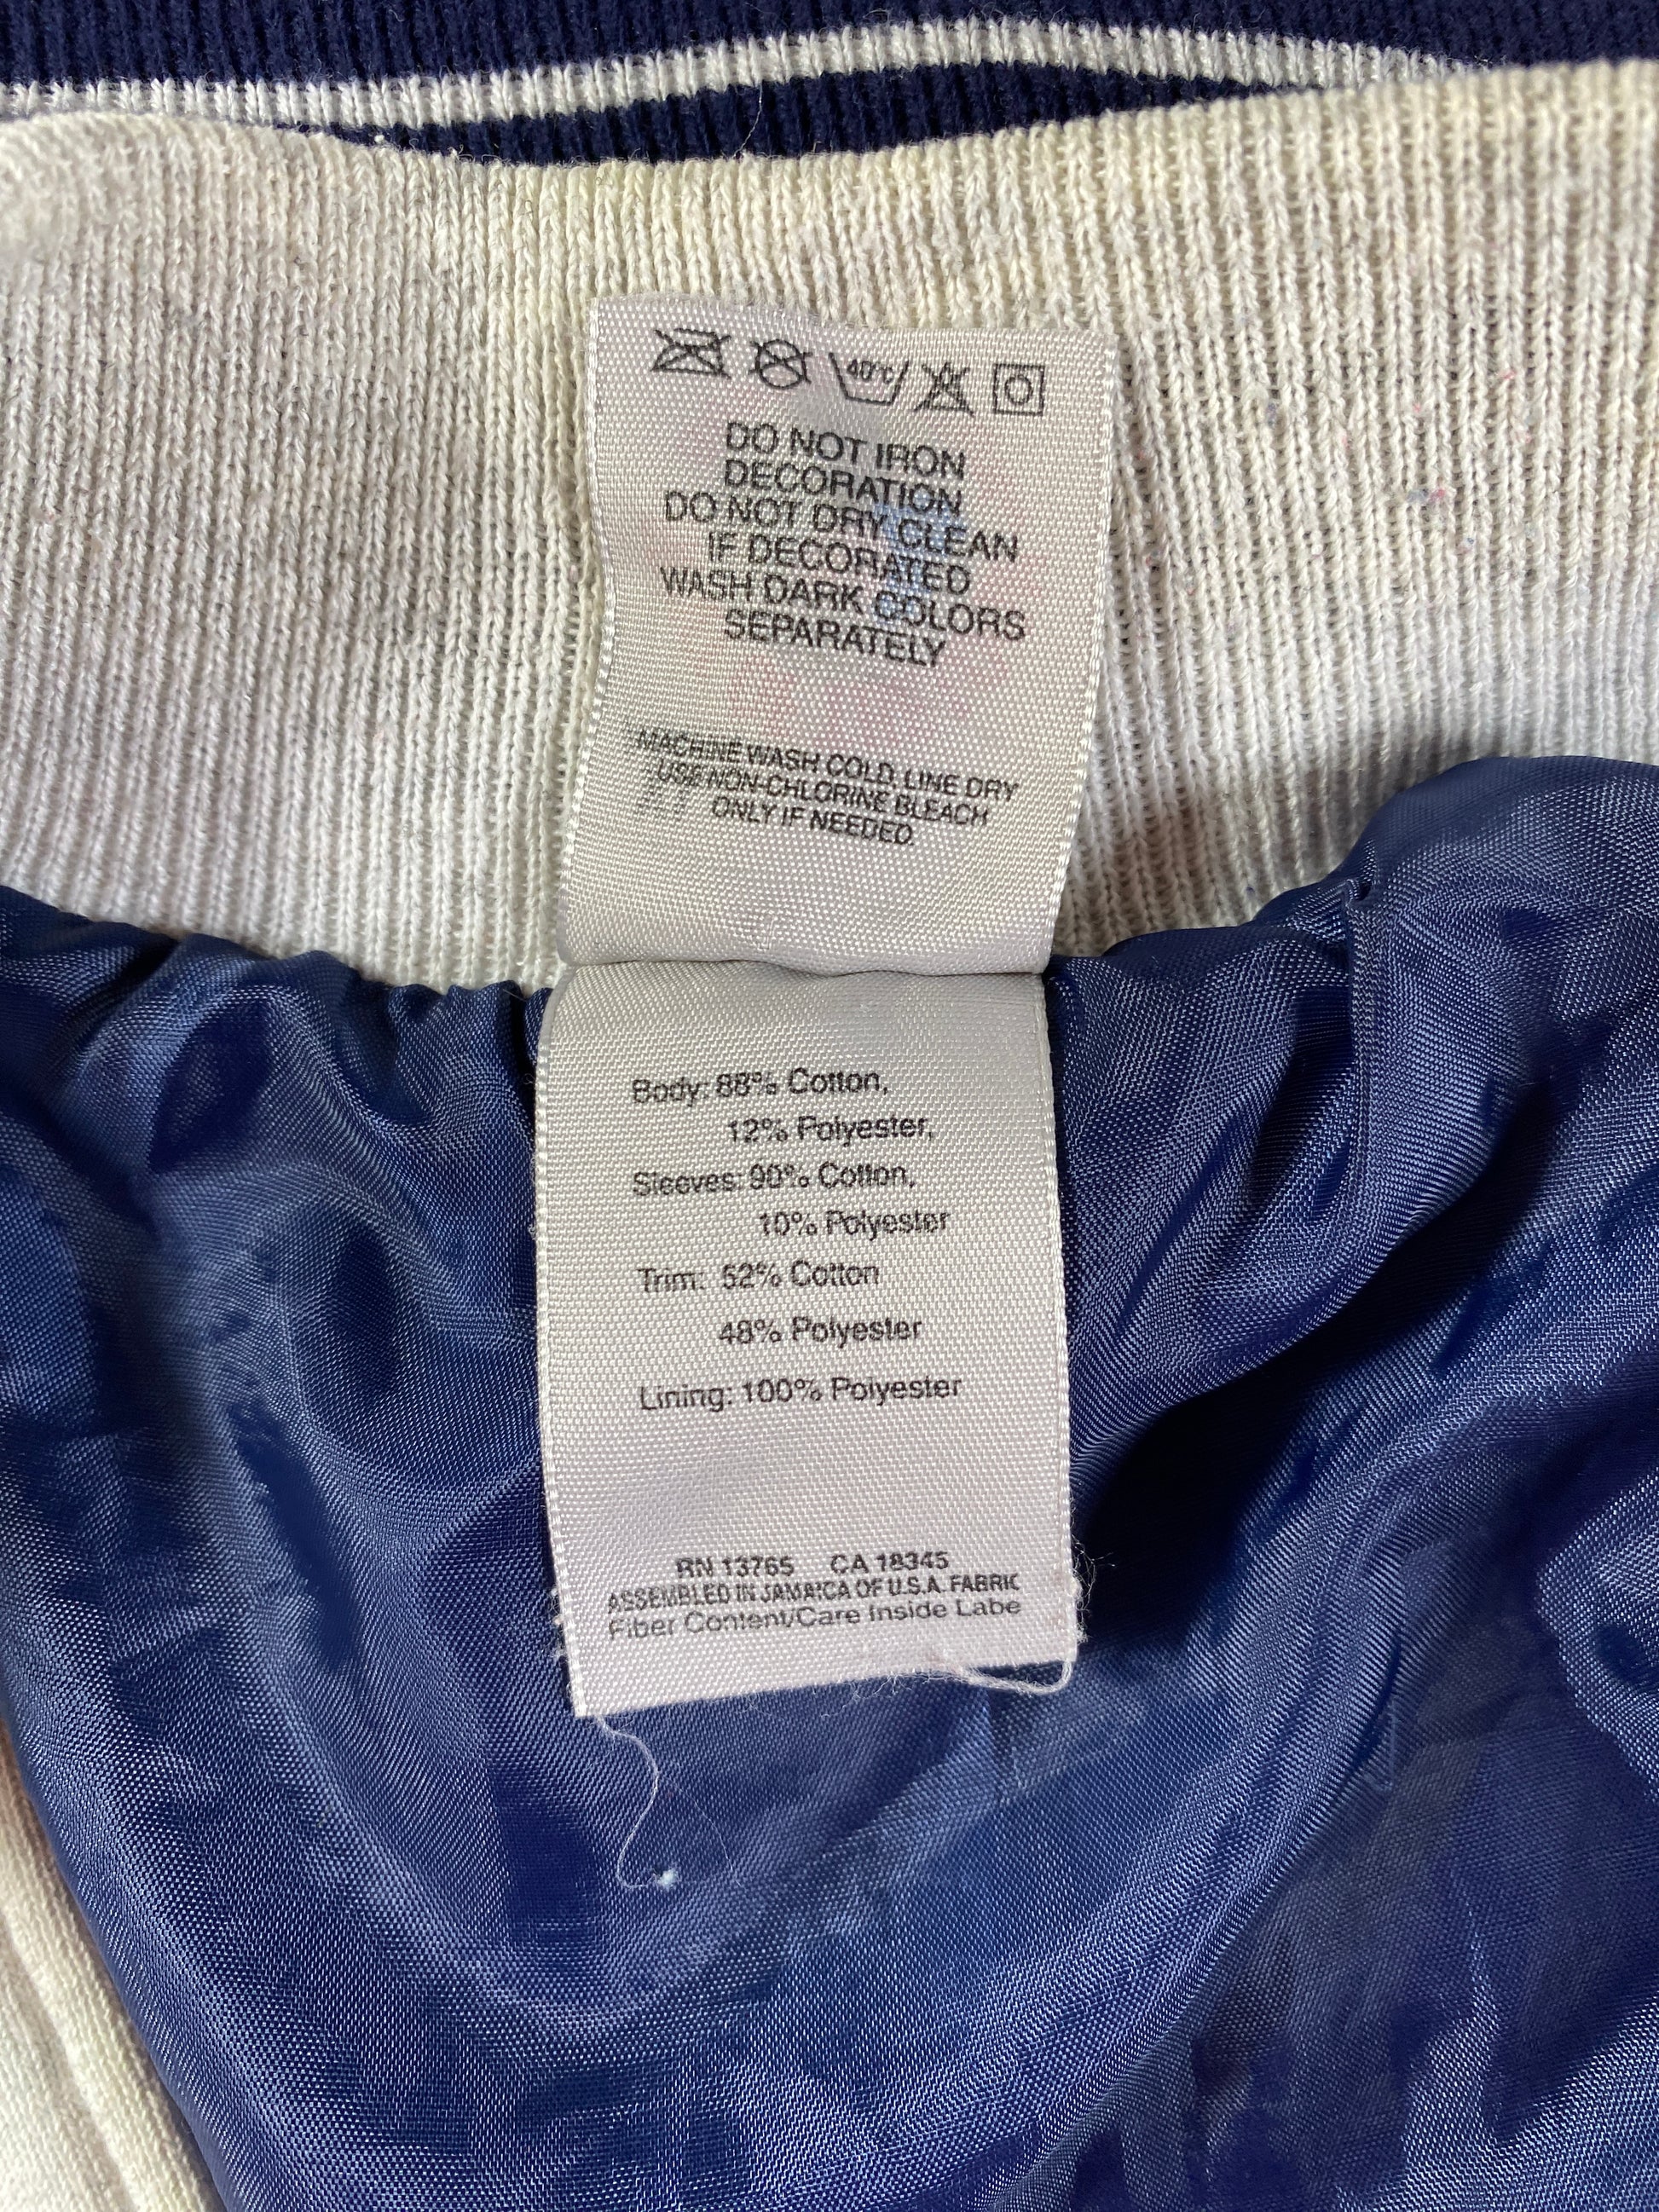 40°C
DO NOT IRON
DECORATION
DO NOT DRY CLEAN
IF DECORATED
WASH DARK COLORS
SEPARATELY
MACHINE WASH COLD, LINE DRY
USE NON-CHLORINE BLEACH
ONLY IF NEEDED.
Body: 88% Cotton,
12% Polyester,
Sleeves: 90% Cotton,
10% Polyester
Trim: 52% Cotton
48% Polyester
Lining: 100% Polyester
RN 13765 CA 18345
ASSEMBLED IN JAMAICA OF U.S.A. FABRIC
Fiber Content/Care Inside Labe